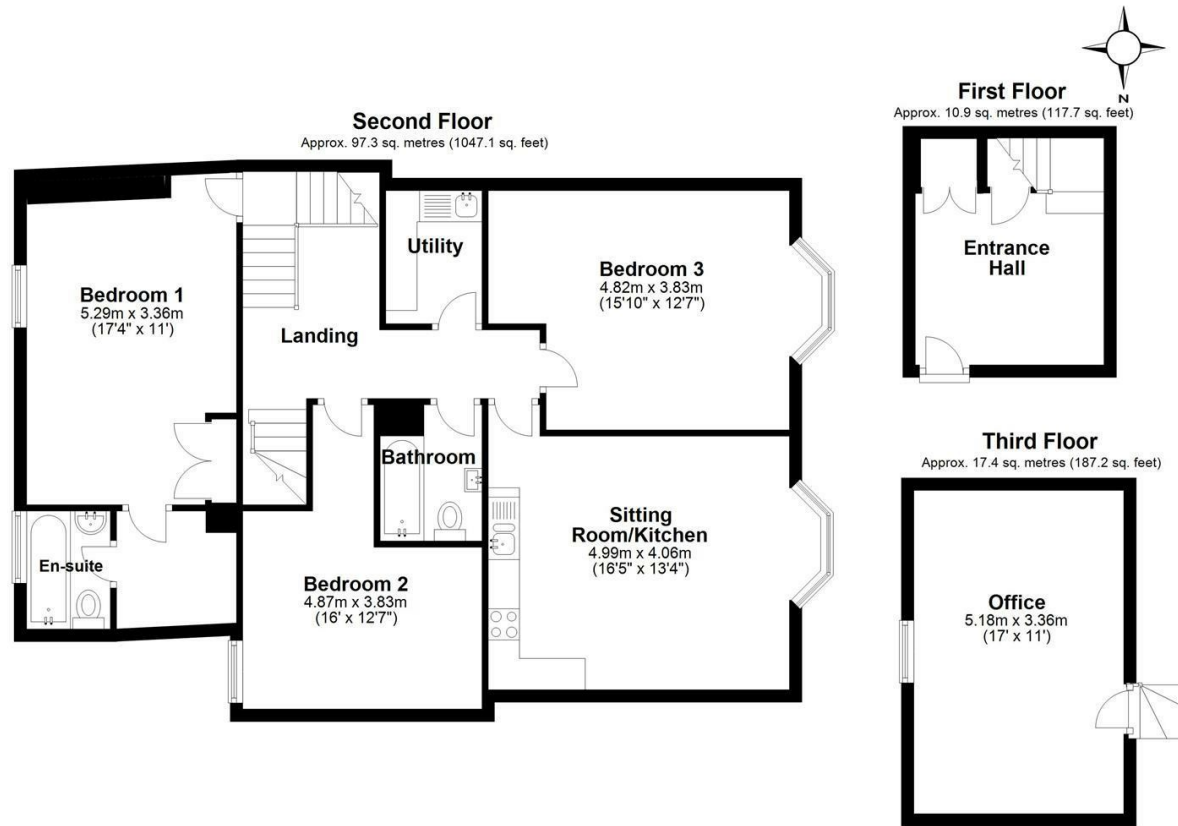 Second Floor
Approx. 97.3 sq. metres (1047.1 sq. feet)
Bedroom 1
5.29m x 3.36m
(17'4" x 11')
Landing
Utility
Bedroom 3
4.82m x 3.83m
(15'10" x 12'7")
Bathroom
En-suite
Bedroom 2
4.87m x 3.83m
(16' x 12'7")
Sitting
Room/Kitchen
4.99m x 4.06m
(16'5" x 13'4")
N
First Floor
Approx. 10.9 sq. metres (117.7 sq. feet)
Entrance
Hall
Third Floor
Approx. 17.4 sq. metres (187.2 sq. feet)
Office
5.18m x 3.36m
(17' x 11')